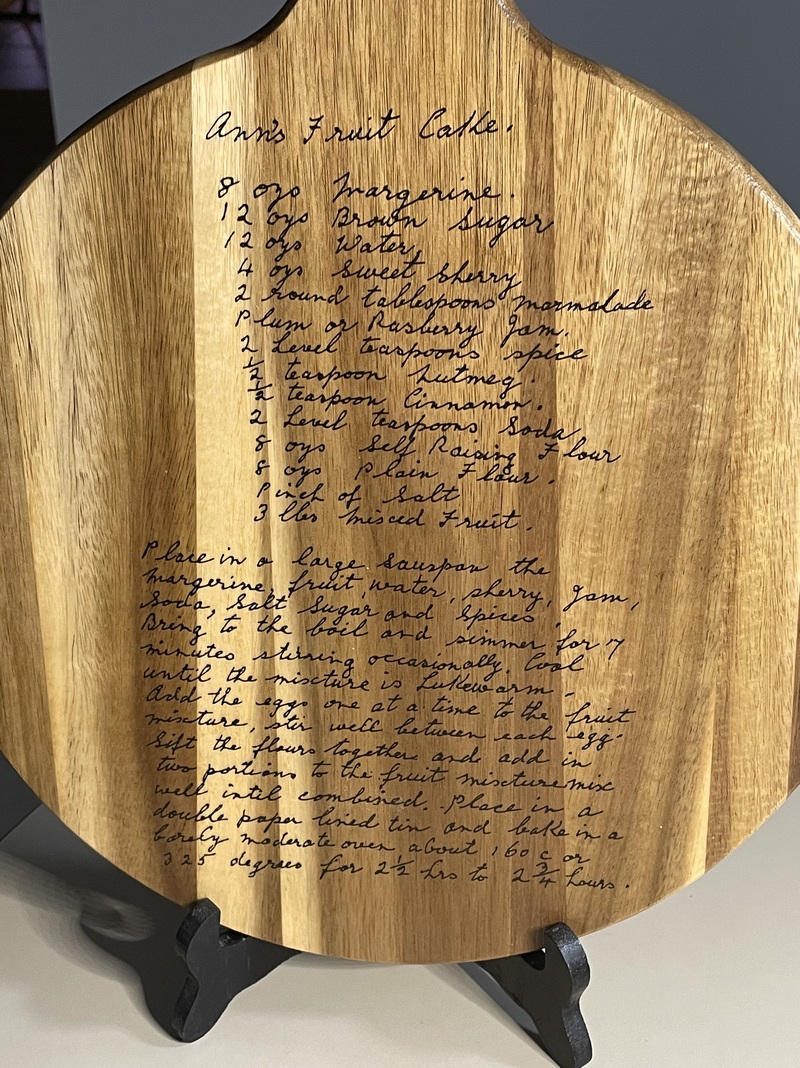 Ann's Fruit Cake.
8 ozs Margerine.
12 ozs Brown Sugar
12 ozs Water,
4 ozs Sweet Sherry
2 round tablespoons marmalade
Plum or Rasberry Jam.
2 Level teaspoons spice
½ teaspoon Nutmeg.
½ teaspoon Cinnamon.
2 Level teaspoons Soda
8 ozs Self Raising Flour
8 ozs Plain Flour.
Pinch of Salt
3 lbs Mixed Fruit.
Place in a large Sauspan the
Margerine, fruit, water, sherry, Jam,
Soda, Salt Sugar and Spices.
Bring to the boil and simmer for 7
minutes stirring occasionally. Cool
until the mixture is Lukewarm.
Add the eggs one at a time to the fruit
mixture, stir well between each egg.
Sift the flours together and add in
two portions to the fruit mixture mix
well intil combined. Place in a
double paper lined tin and bake in a
barely moderate oven about 160 c or
325 degrees for 2½ hrs to 2¾ hours.